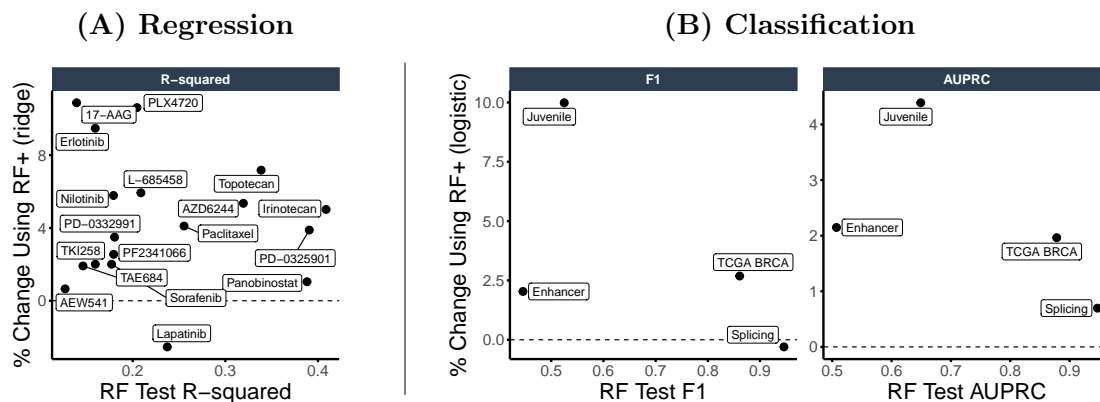 (A) Regression
(B) Classification
R−squared
% Change Using RF+ (ridge)
8
4
0
PLX4720
17−AAG
Erlotinib
L−685458
Topotecan
Nilotinib
AZD6244
Irinotecan
PD−0332991
Paclitaxel
TKI258
PF2341066
PD−0325901
TAE684
Panobinostat
Sorafenib
AEW541
Lapatinib
0.2 0.3 0.4
RF Test R−squared
F1
% Change Using RF+ (logistic)
10.0
7.5
5.0
2.5
0.0
Juvenile
TCGA BRCA
Enhancer
Splicing
0.5 0.6 0.7 0.8 0.9
RF Test F1
AUPRC
4
3
2
1
0
Juvenile
Enhancer
TCGA BRCA
Splicing
0.5 0.6 0.7 0.8 0.9
RF Test AUPRC